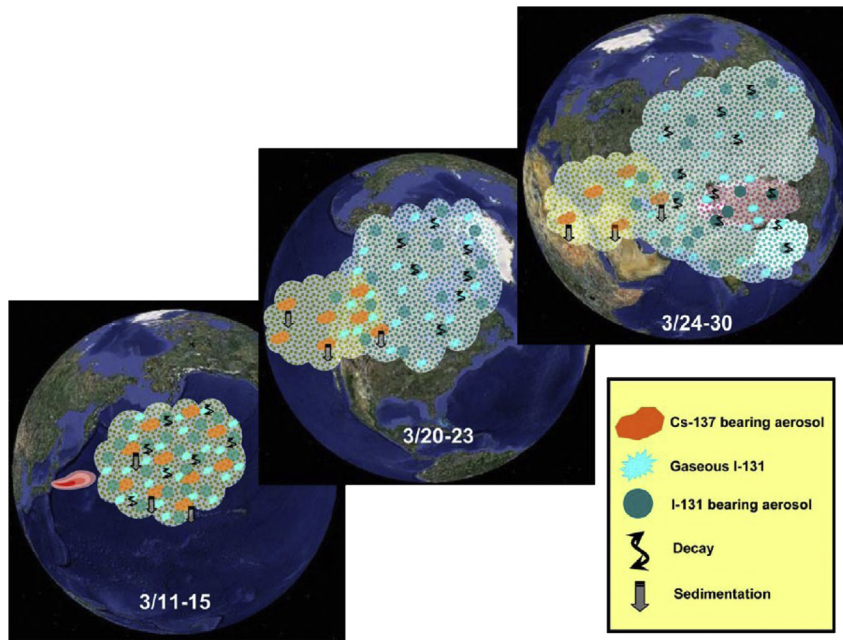 3/24-30
3/20-23
3/11-15
Cs-137 bearing aerosol
Gaseous I-131
I-131 bearing aerosol
Decay
Sedimentation